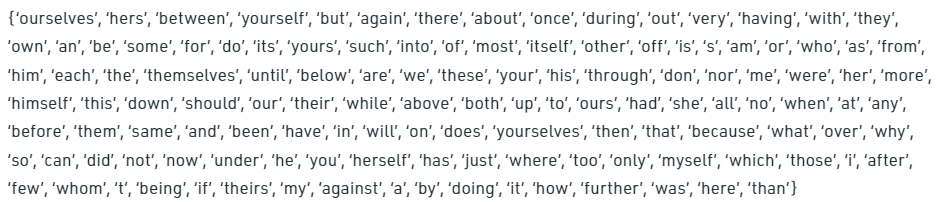 {‘ourselves’, ‘hers’, ‘between’, ‘yourself’, ‘but’, ‘again’, ‘there’, ‘about’, ‘once’, ‘during’, ‘out’, ‘very’, ‘having’, ‘with’, ‘they’,
‘own’, ‘an’, ‘be’, ‘some’, ‘for’, ‘do’, ‘its’, ‘yours’, ‘such’, ‘into’, ‘of’, ‘most’, ‘itself’, ‘other’, ‘off’, ‘is’, ‘s’, ‘am’, ‘or’, ‘who’, ‘as’, ‘from’,
‘him’, ‘each’, ‘the’, ‘themselves’, ‘until’, ‘below’, ‘are’, ‘we’, ‘these’, ‘your’, ‘his’, ‘through’, ‘don’, ‘nor’, ‘me’, ‘were’, ‘her’, ‘more’,
‘himself’, ‘this’, ‘down’, ‘should’, ‘our’, ‘their’, ‘while’, ‘above’, ‘both’, ‘up’, ‘to’, ‘ours’, ‘had’, ‘she’, ‘all’, ‘no’, ‘when’, ‘at’, ‘any’,
‘before’, ‘them’, ‘same’, ‘and’, ‘been’, ‘have’, ‘in’, ‘will’, ‘on’, ‘does’, ‘yourselves’, ‘then’, ‘that’, ‘because’, ‘what’, ‘over’, ‘why’,
‘so’, ‘can’, ‘did’, ‘not’, ‘now’, ‘under’, ‘he’, ‘you’, ‘herself’, ‘has’, ‘just’, ‘where’, ‘too’, ‘only’, ‘myself’, ‘which’, ‘those’, ‘i’, ‘after’,
‘few’, ‘whom’, ‘t’, ‘being’, ‘if’, ‘theirs’, ‘my’, ‘against’, ‘a’, ‘by’, ‘doing’, ‘it’, ‘how’, ‘further’, ‘was’, ‘here’, ‘than’}